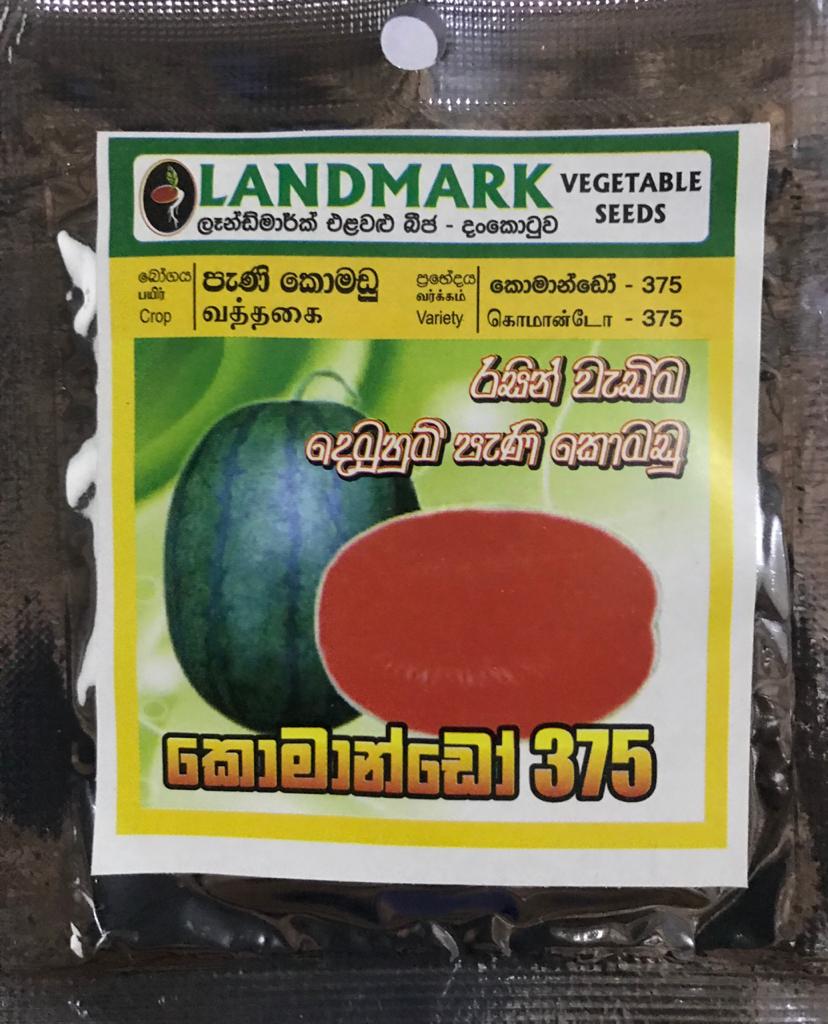 LANDMARK VEGETABLE SEEDS
ලෑන්ඩ්මාර්ක් එළවළු බීජ - දංකොටුව
බෝගය
பயிர்
Crop
පැණි කොමඩු
வத்தகை
ප්‍රභේදය
வர்க்கம்
Variety
කොමාන්ඩෝ - 375
கொமான்டோ - 375
රසින් වැඩිම
දෙමුහුම් පැණි කොමඩු
කොමාන්ඩෝ 375